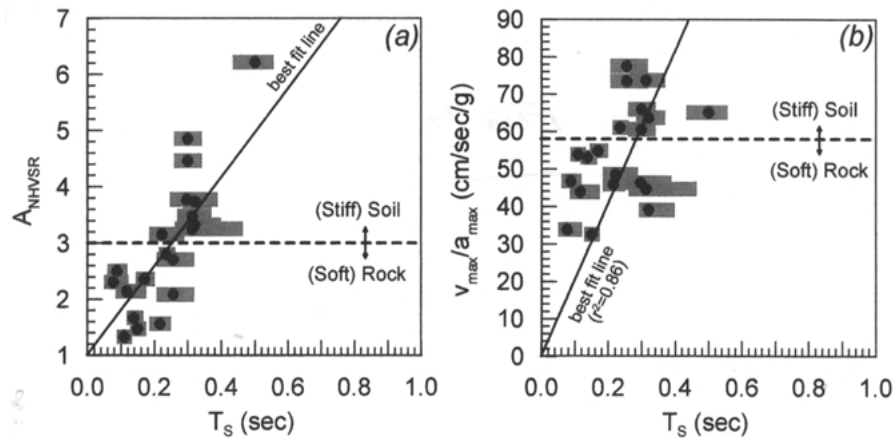 (a)
7
6
5
4
3
2
1
A_NHVSR
best fit line
(Stiff) Soil
(Soft) Rock
0.0 0.2 0.4 0.6 0.8 1.0
T_S (sec)
(b)
90
80
70
60
50
40
30
20
10
0
v_max/a_max (cm/sec/g)
best fit line
(r²=0.86)
(Stiff) Soil
(Soft) Rock
0.0 0.2 0.4 0.6 0.8 1.0
T_S (sec)